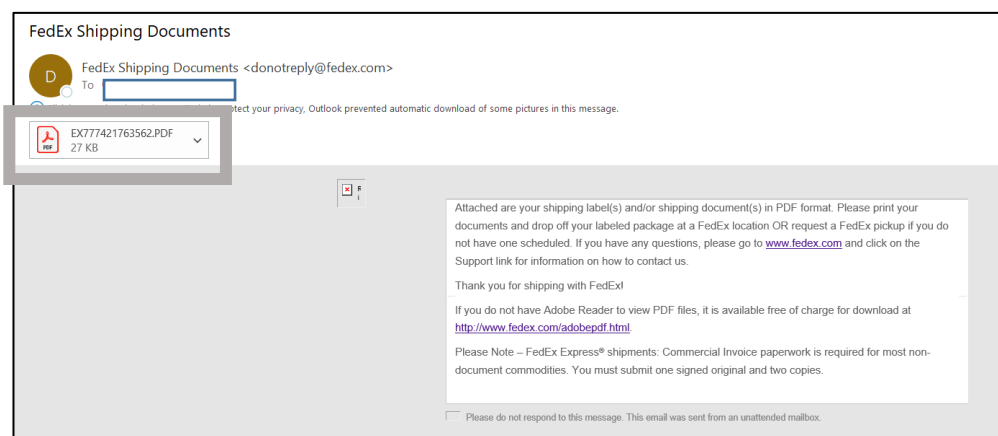 FedEx Shipping Documents
D
FedEx Shipping Documents <donotreply@fedex.com>
To
protect your privacy, Outlook prevented automatic download of some pictures in this message.
PDF
EX777421763562.PDF
27 KB
Attached are your shipping label(s) and/or shipping document(s) in PDF format. Please print your
documents and drop off your labeled package at a FedEx location OR request a FedEx pickup if you do
not have one scheduled. If you have any questions, please go to www.fedex.com and click on the
Support link for information on how to contact us.
Thank you for shipping with FedEx!
If you do not have Adobe Reader to view PDF files, it is available free of charge for download at
http://www.fedex.com/adobepdf.html.
Please Note – FedEx Express® shipments: Commercial Invoice paperwork is required for most non-
document commodities. You must submit one signed original and two copies.
Please do not respond to this message. This email was sent from an unattended mailbox.